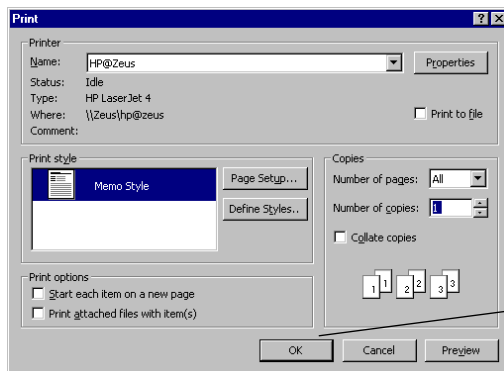 Print
Printer
Name: HP@Zeus Properties
Status: Idle
Type: HP LaserJet 4
Where: \\Zeus\hp@zeus Print to file
Comment:
Print style
Memo Style
Page Setup...
Define Styles..
Copies
Number of pages: All
Number of copies: 1
Collate copies
1 1 2 2 3 3
Print options
Start each item on a new page
Print attached files with item(s)
OK Cancel Preview